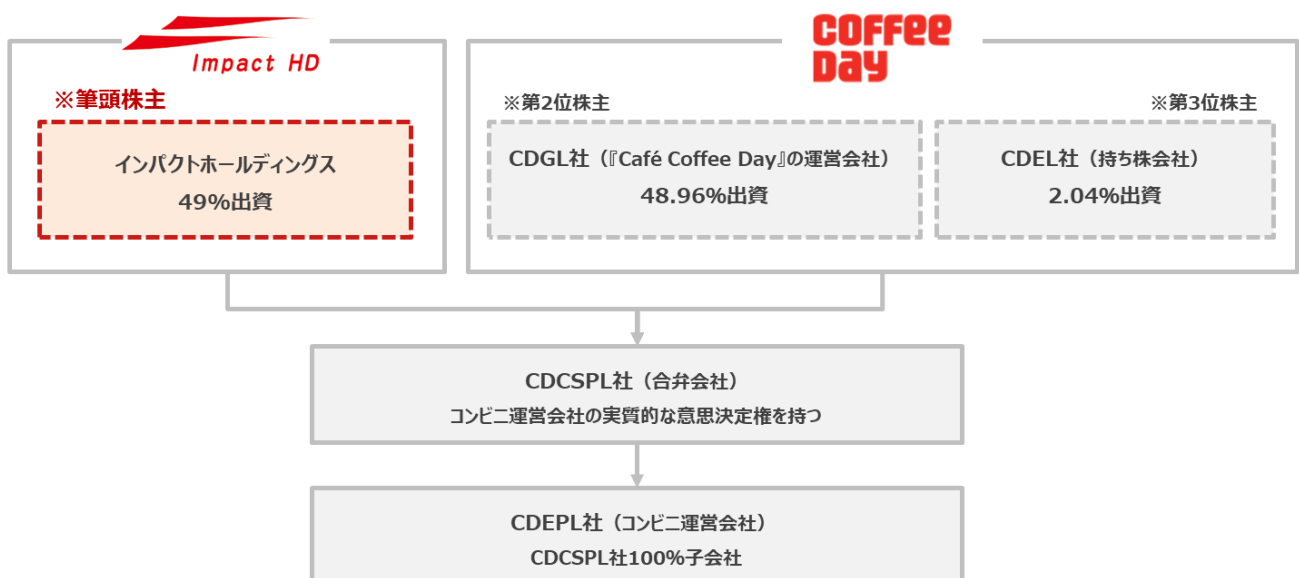 Impact HD
COFFEE
DAY
※筆頭株主
インパクトホールディングス
49%出資
※第2位株主
※第3位株主
CDGL社（『Café Coffee Day』の運営会社）
48.96%出資
CDEL社（持ち株会社）
2.04%出資
CDCSPL社（合弁会社）
コンビニ運営会社の実質的な意思決定権を持つ
CDEPL社（コンビニ運営会社）
CDCSPL社100%子会社